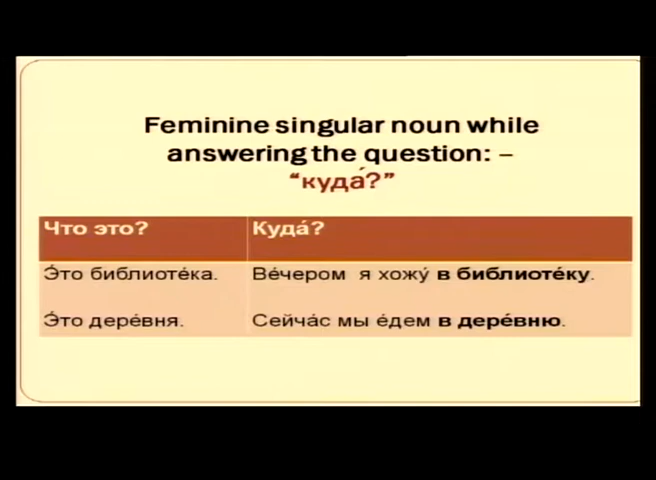 Feminine singular noun while
answering the question: –
“куда́?”
Что это? Куда́?
Э́то библиоте́ка. Ве́чером я хожу́ в библиоте́ку.
Э́то дере́вня. Сейча́с мы е́дем в дере́вню.